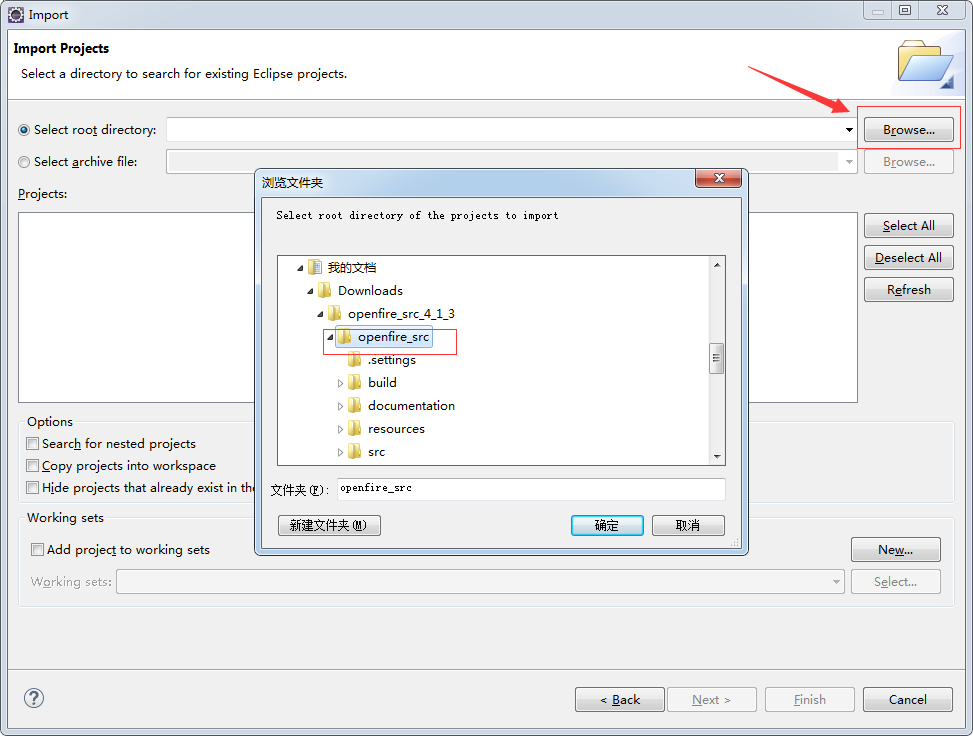 Import
Import Projects
Select a directory to search for existing Eclipse projects.
Select root directory:
Browse...
Select archive file:
Browse...
Projects:
Select All
Deselect All
Refresh
浏览文件夹
Select root directory of the projects to import
我的文档
Downloads
openfire_src_4_1_3
openfire_src
.settings
build
documentation
resources
src
文件夹(F): openfire_src
新建文件夹(M)
确定
取消
Options
Search for nested projects
Copy projects into workspace
Hide projects that already exist in the
Working sets
Add project to working sets
New...
Working sets:
Select...
?
< Back
Next >
Finish
Cancel